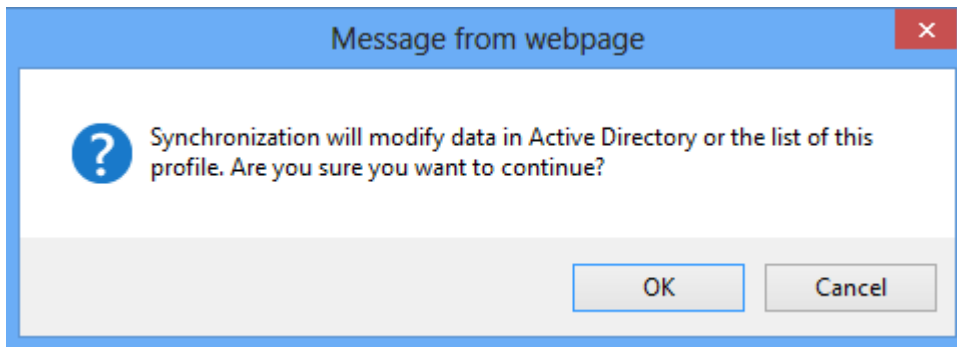 Message from webpage
Synchronization will modify data in Active Directory or the list of this
profile. Are you sure you want to continue?
OK
Cancel